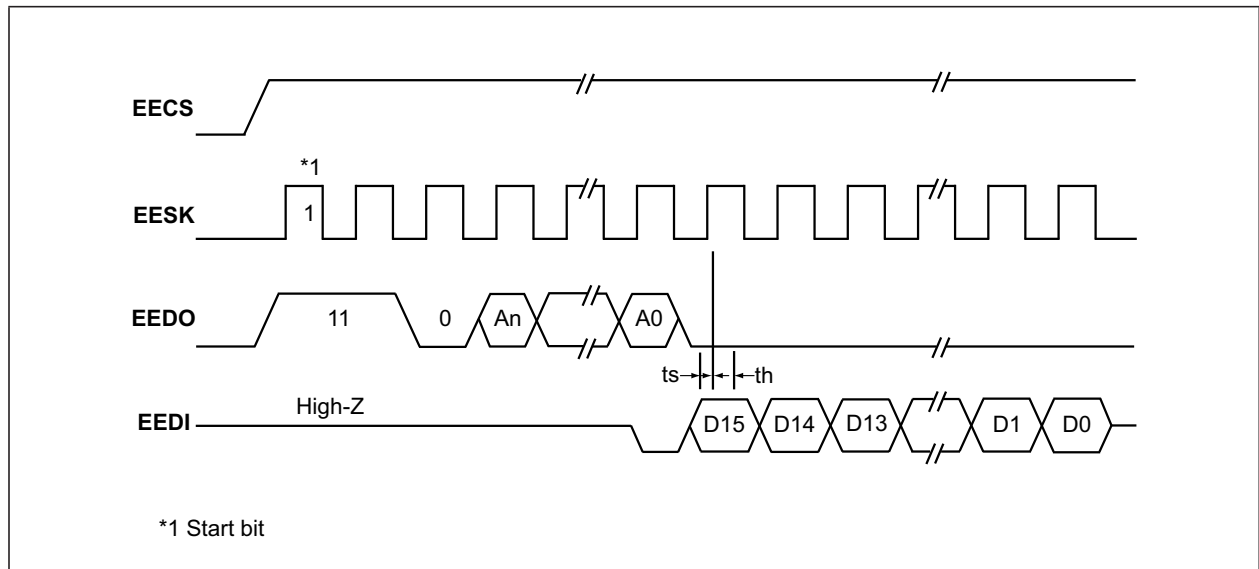 EECS
*1
EESK
1
EEDO
11
0
An
A0
ts
th
EEDI
High-Z
D15
D14
D13
D1
D0
*1 Start bit